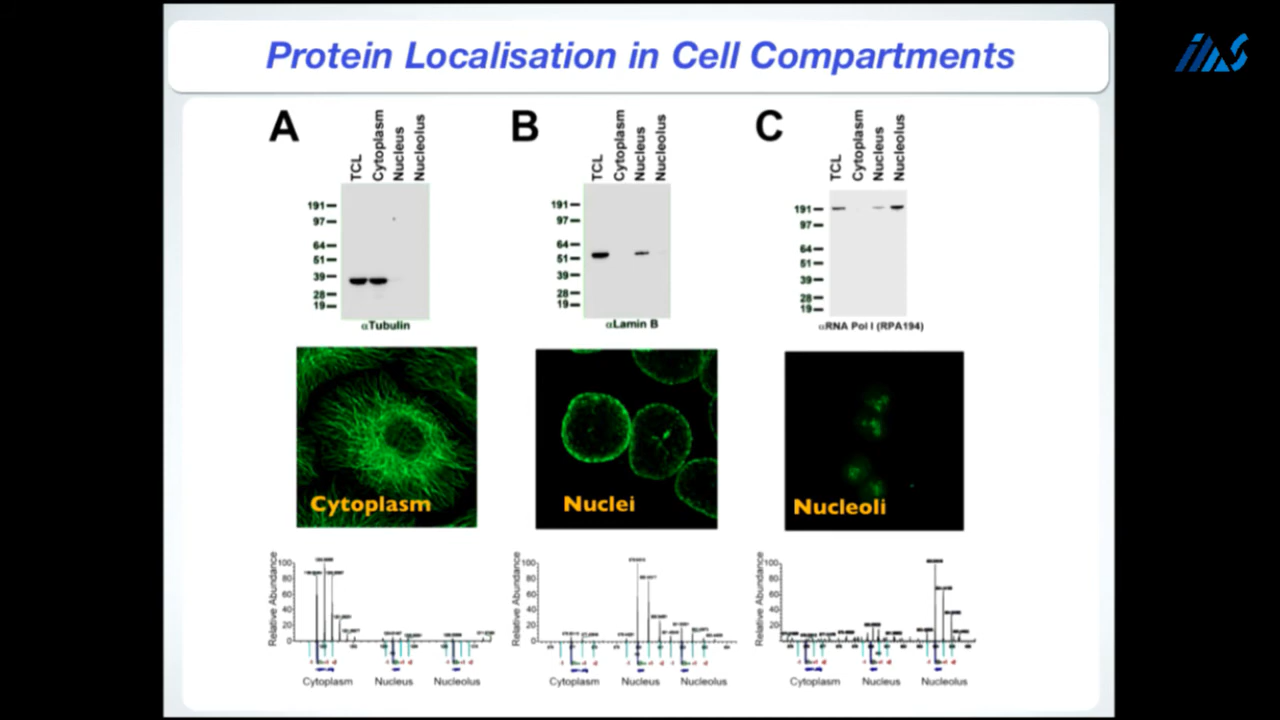 Protein Localisation in Cell Compartments
A
TCL
Cytoplasm
Nucleus
Nucleolus
191
97
64
51
39
28
19
αTubulin
B
TCL
Cytoplasm
Nucleus
Nucleolus
191
97
64
51
39
28
19
αLamin B
C
TCL
Cytoplasm
Nucleus
Nucleolus
191
97
64
51
39
28
19
αRNA Pol I (RPA194)
Cytoplasm
Nuclei
Nucleoli
Relative Abundance
100
80
60
40
20
0
Cytoplasm Nucleus Nucleolus
Relative Abundance
100
80
60
40
20
Cytoplasm Nucleus Nucleolus
Relative Abundance
100
80
60
40
20
0
Cytoplasm Nucleus Nucleolus